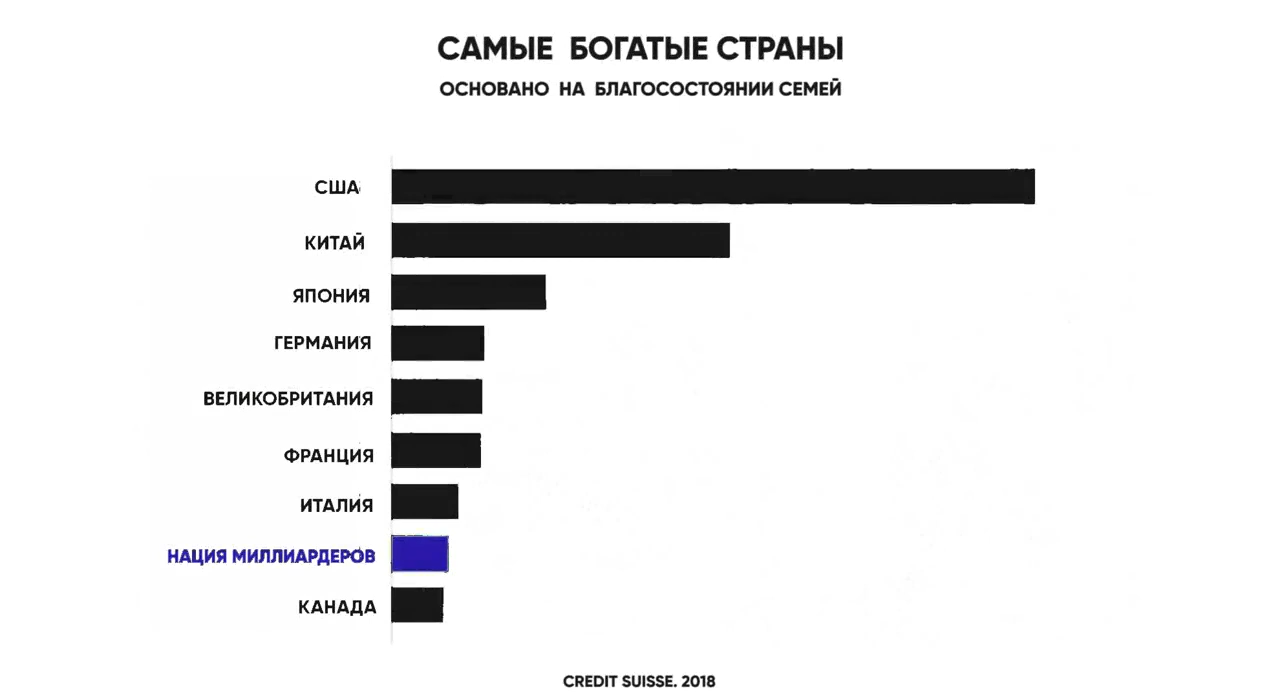 САМЫЕ БОГАТЫЕ СТРАНЫ
ОСНОВАНО НА БЛАГОСОСТОЯНИИ СЕМЕЙ
США
КИТАЙ
ЯПОНИЯ
ГЕРМАНИЯ
ВЕЛИКОБРИТАНИЯ
ФРАНЦИЯ
ИТАЛИЯ
НАЦИЯ МИЛЛИАРДЕРОВ
КАНАДА
CREDIT SUISSE. 2018